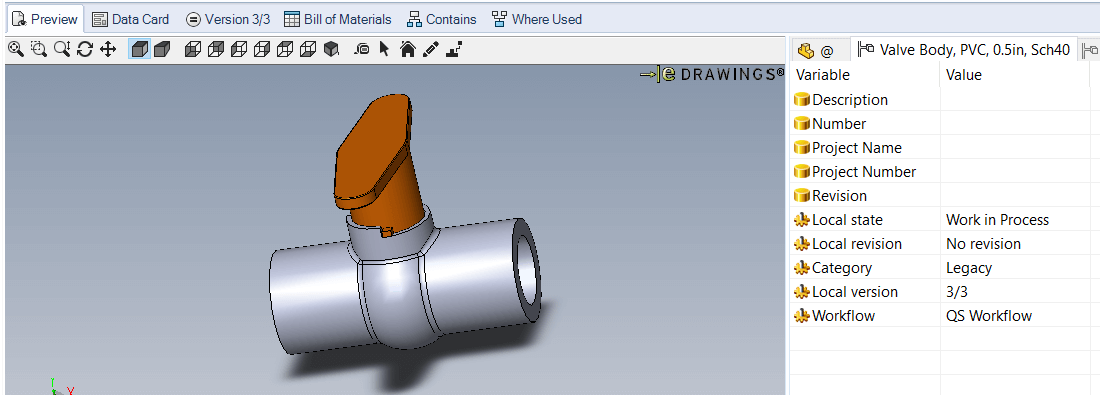 Preview Data Card Version 3/3 Bill of Materials Contains Where Used
eDRAWINGS®
@ Valve Body, PVC, 0.5in, Sch40
Variable Value
Description
Number
Project Name
Project Number
Revision
Local state Work in Process
Local revision No revision
Category Legacy
Local version 3/3
Workflow QS Workflow
Y X